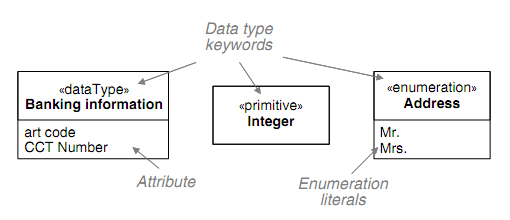 Data type
keywords
«dataType»
Banking information
art code
CCT Number
«primitive»
Integer
«enumeration»
Address
Mr.
Mrs.
Attribute
Enumeration
literals